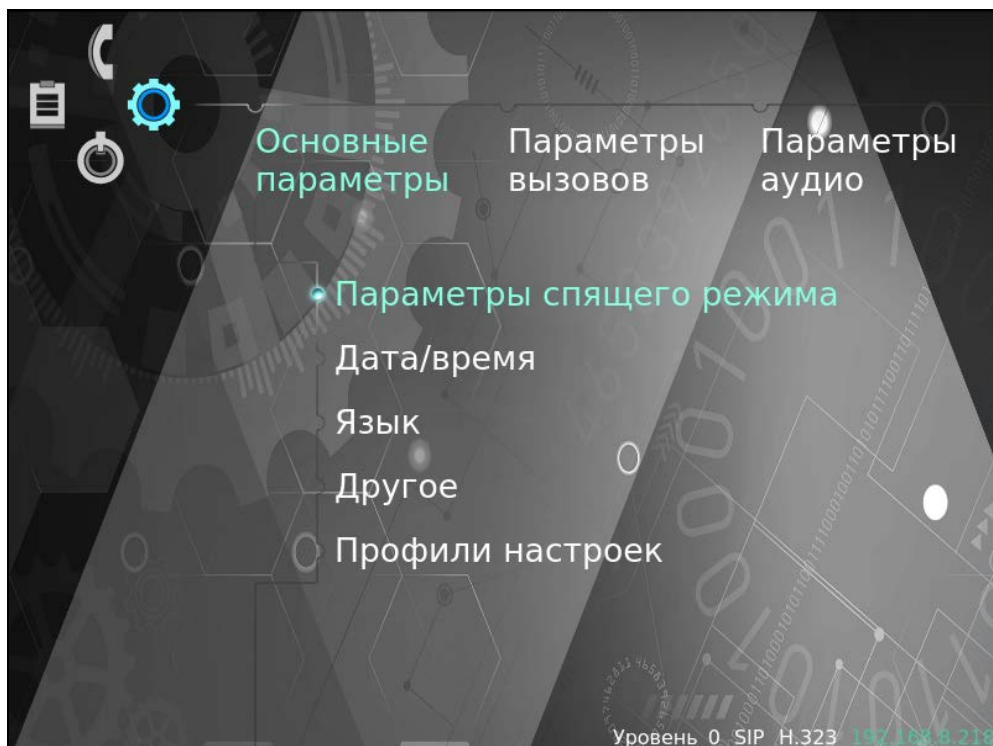 Основные параметры
Параметры вызовов
Параметры аудио
Параметры спящего режима
Дата/время
Язык
Другое
Профили настроек
Уровень 0 SIP H.323 192.168.8.218